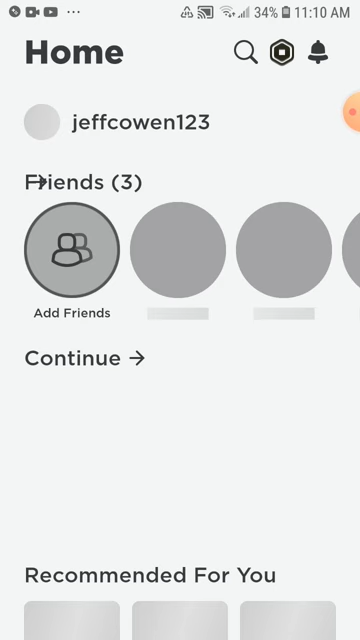 34% 11:10 AM
Home
jeffcowen123
Friends (3)
Add Friends
Continue →
Recommended For You